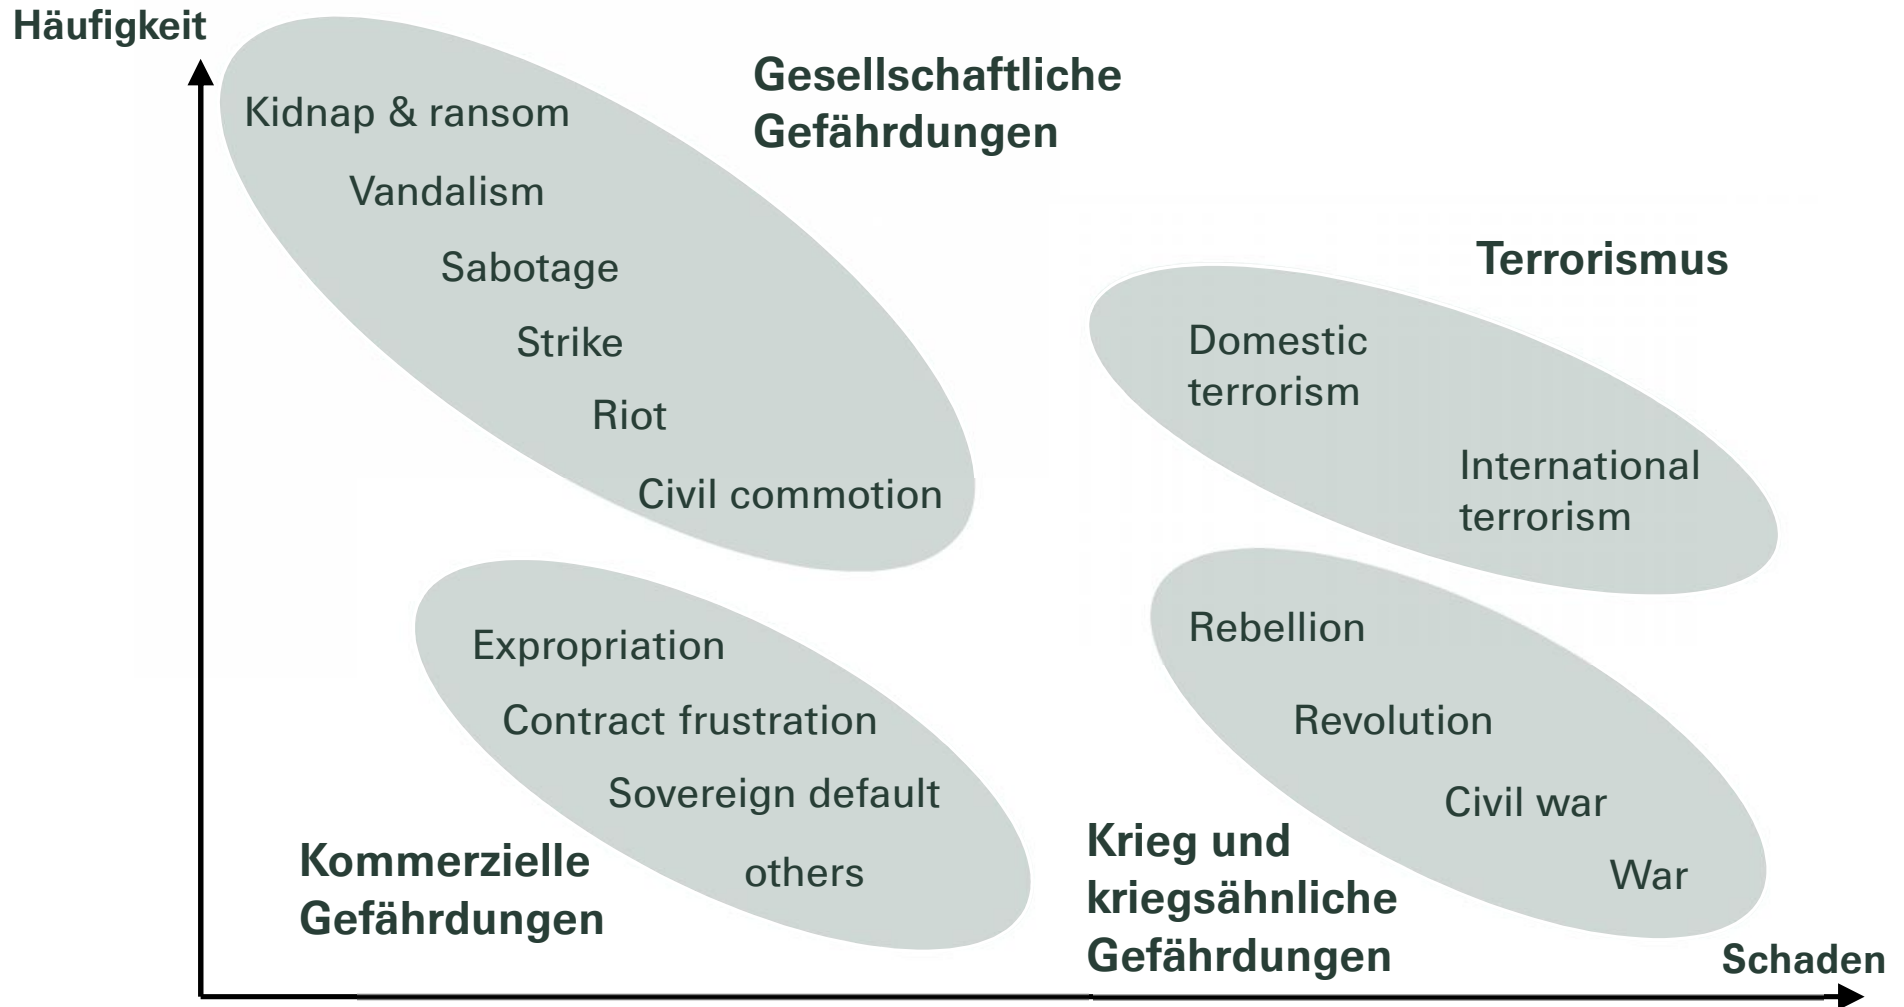 Häufigkeit
Gesellschaftliche
Gefährdungen
Kidnap & ransom
Vandalism
Sabotage
Strike
Riot
Civil commotion
Terrorismus
Domestic
terrorism
International
terrorism
Expropriation
Contract frustration
Sovereign default
others
Kommerzielle
Gefährdungen
Rebellion
Revolution
Civil war
War
Krieg und
kriegsähnliche
Gefährdungen
Schaden